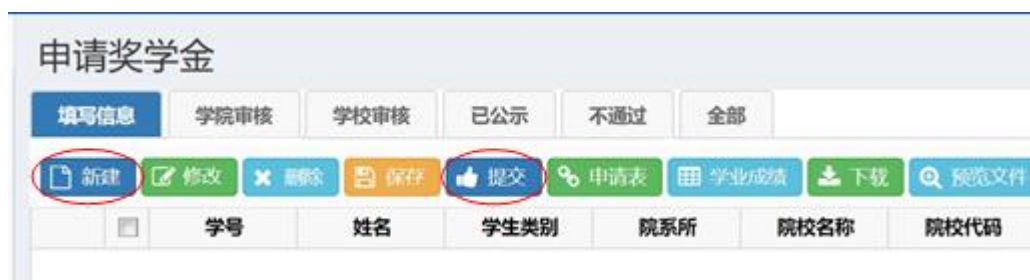 申请奖学金
填写信息 学院审核 学校审核 已公示 不通过 全部
新建 修改 删除 保存 提交 申请表 学业成绩 下载 预览文件
学号 姓名 学生类别 院系所 院校名称 院校代码